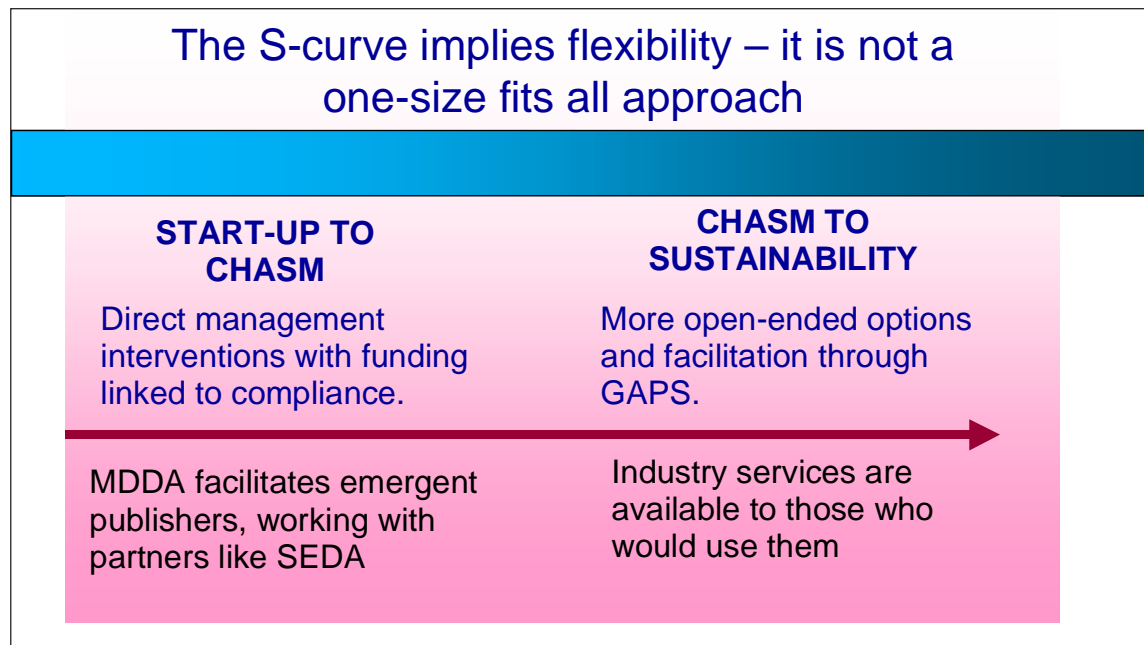 The S-curve implies flexibility – it is not a
one-size fits all approach
START-UP TO
CHASM
Direct management
interventions with funding
linked to compliance.
CHASM TO
SUSTAINABILITY
More open-ended options
and facilitation through
GAPS.
MDDA facilitates emergent
publishers, working with
partners like SEDA
Industry services are
available to those who
would use them